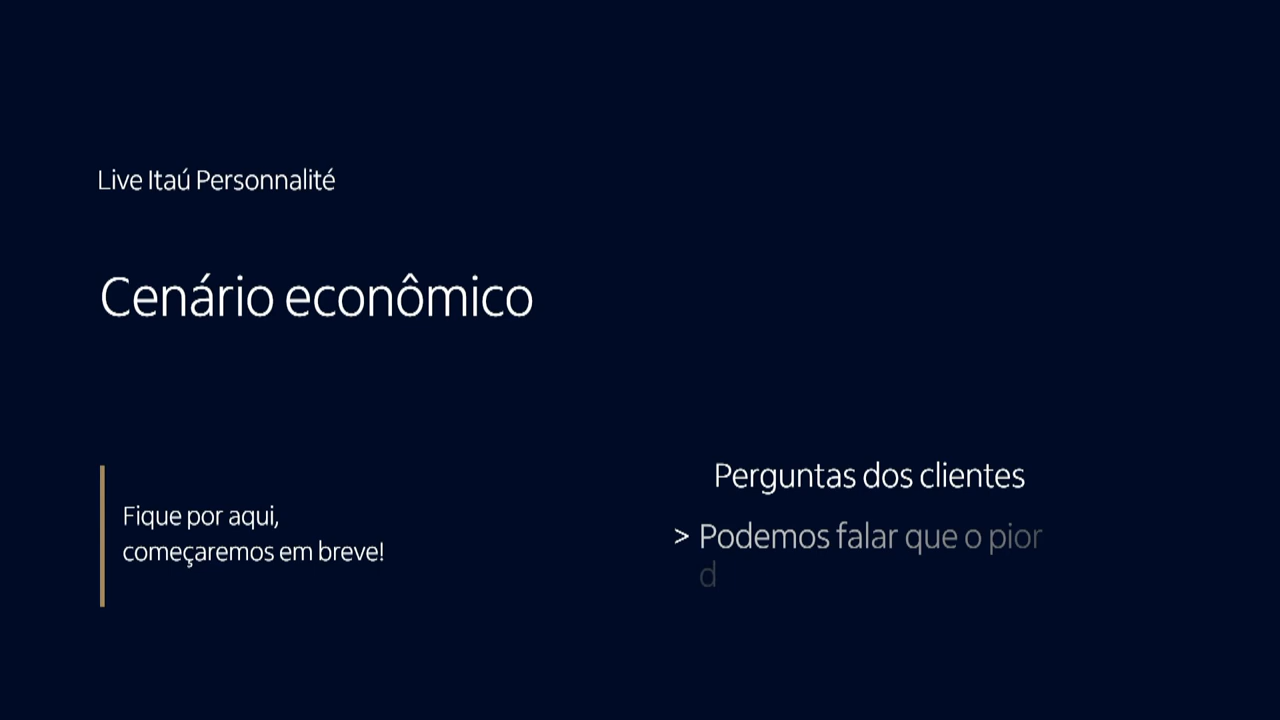 Live Itaú Personnalité
Cenário econômico
Fique por aqui,
começaremos em breve!
Perguntas dos clientes
> Podemos falar que o pior
d